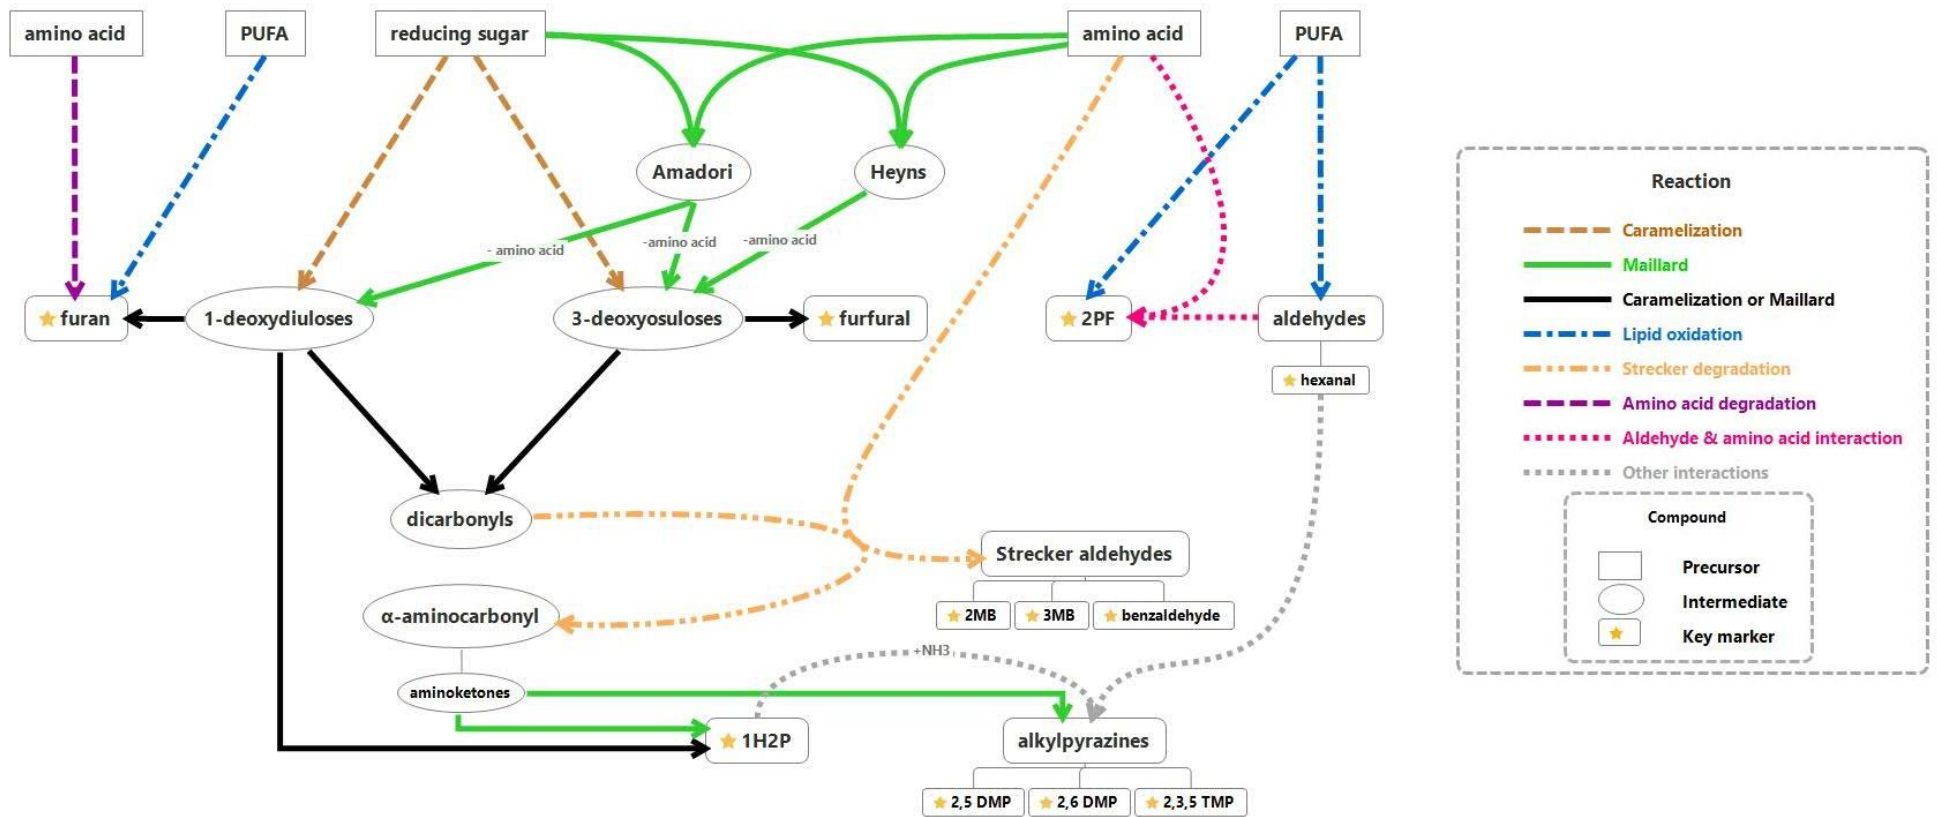 amino acid
PUFA
reducing sugar
amino acid
PUFA
Amadori
Heyns
- amino acid
-amino acid
-amino acid
furan
1-deoxydiuloses
3-deoxyosuloses
furfural
2PF
aldehydes
hexanal
dicarbonyls
Strecker aldehydes
2MB
3MB
benzaldehyde
α-aminocarbonyl
+NH3
aminoketones
1H2P
alkylpyrazines
2,5 DMP
2,6 DMP
2,3,5 TMP
Reaction
Caramelization
Maillard
Caramelization or Maillard
Lipid oxidation
Strecker degradation
Amino acid degradation
Aldehyde & amino acid interaction
Other interactions
Compound
Precursor
Intermediate
Key marker